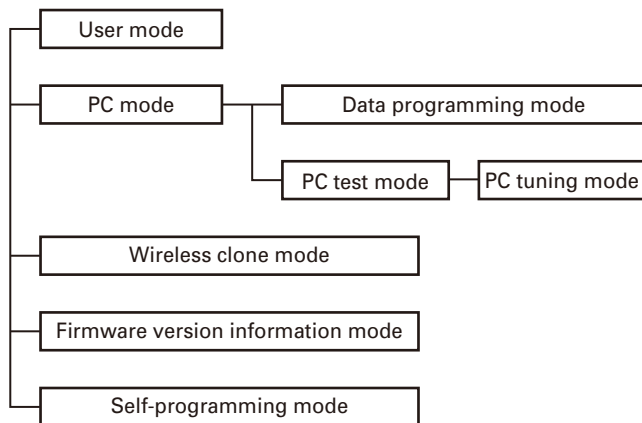 User mode
PC mode
Data programming mode
PC test mode
PC tuning mode
Wireless clone mode
Firmware version information mode
Self-programming mode